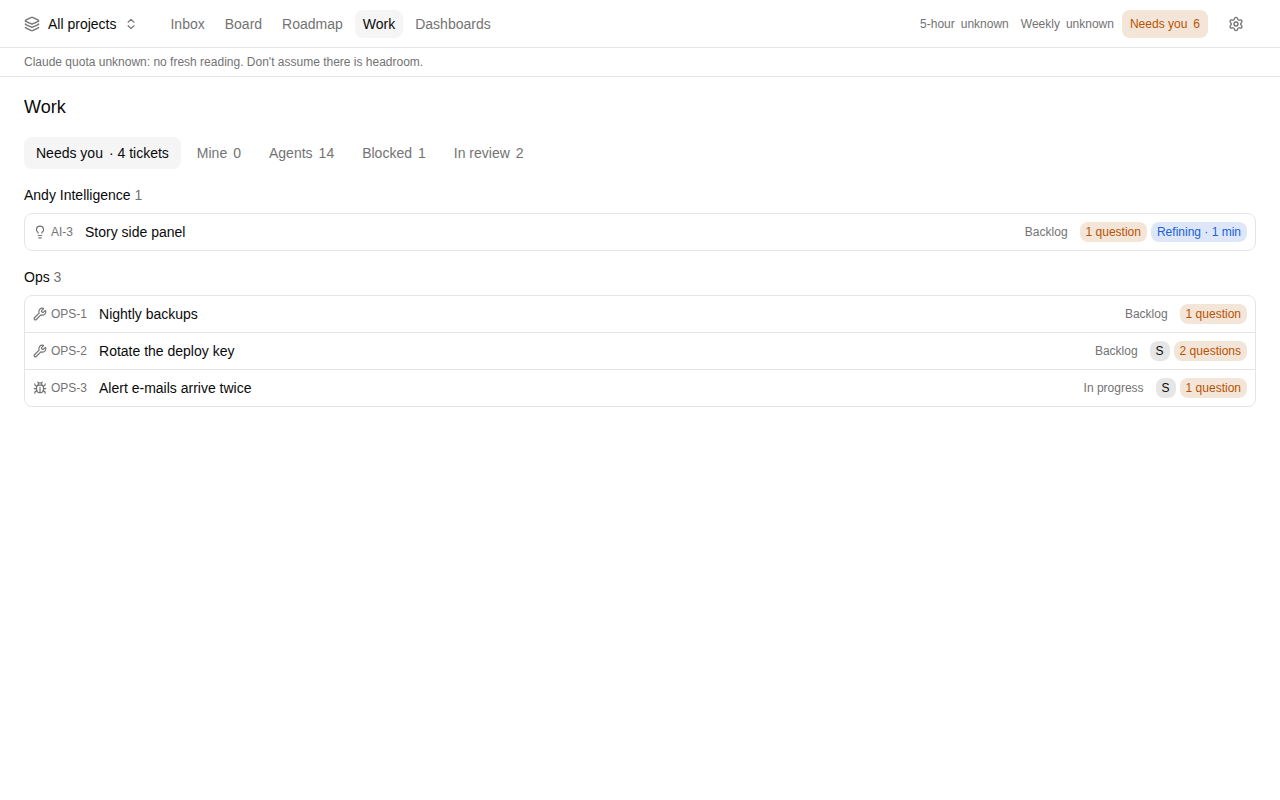 All projects Inbox Board Roadmap Work Dashboards 5-hour unknown Weekly unknown Needs you 6
Claude quota unknown: no fresh reading. Don't assume there is headroom.
Work
Needs you · 4 tickets Mine 0 Agents 14 Blocked 1 In review 2
Andy Intelligence 1
AI-3 Story side panel Backlog 1 question Refining · 1 min
Ops 3
OPS-1 Nightly backups Backlog 1 question
OPS-2 Rotate the deploy key Backlog S 2 questions
OPS-3 Alert e-mails arrive twice In progress S 1 question